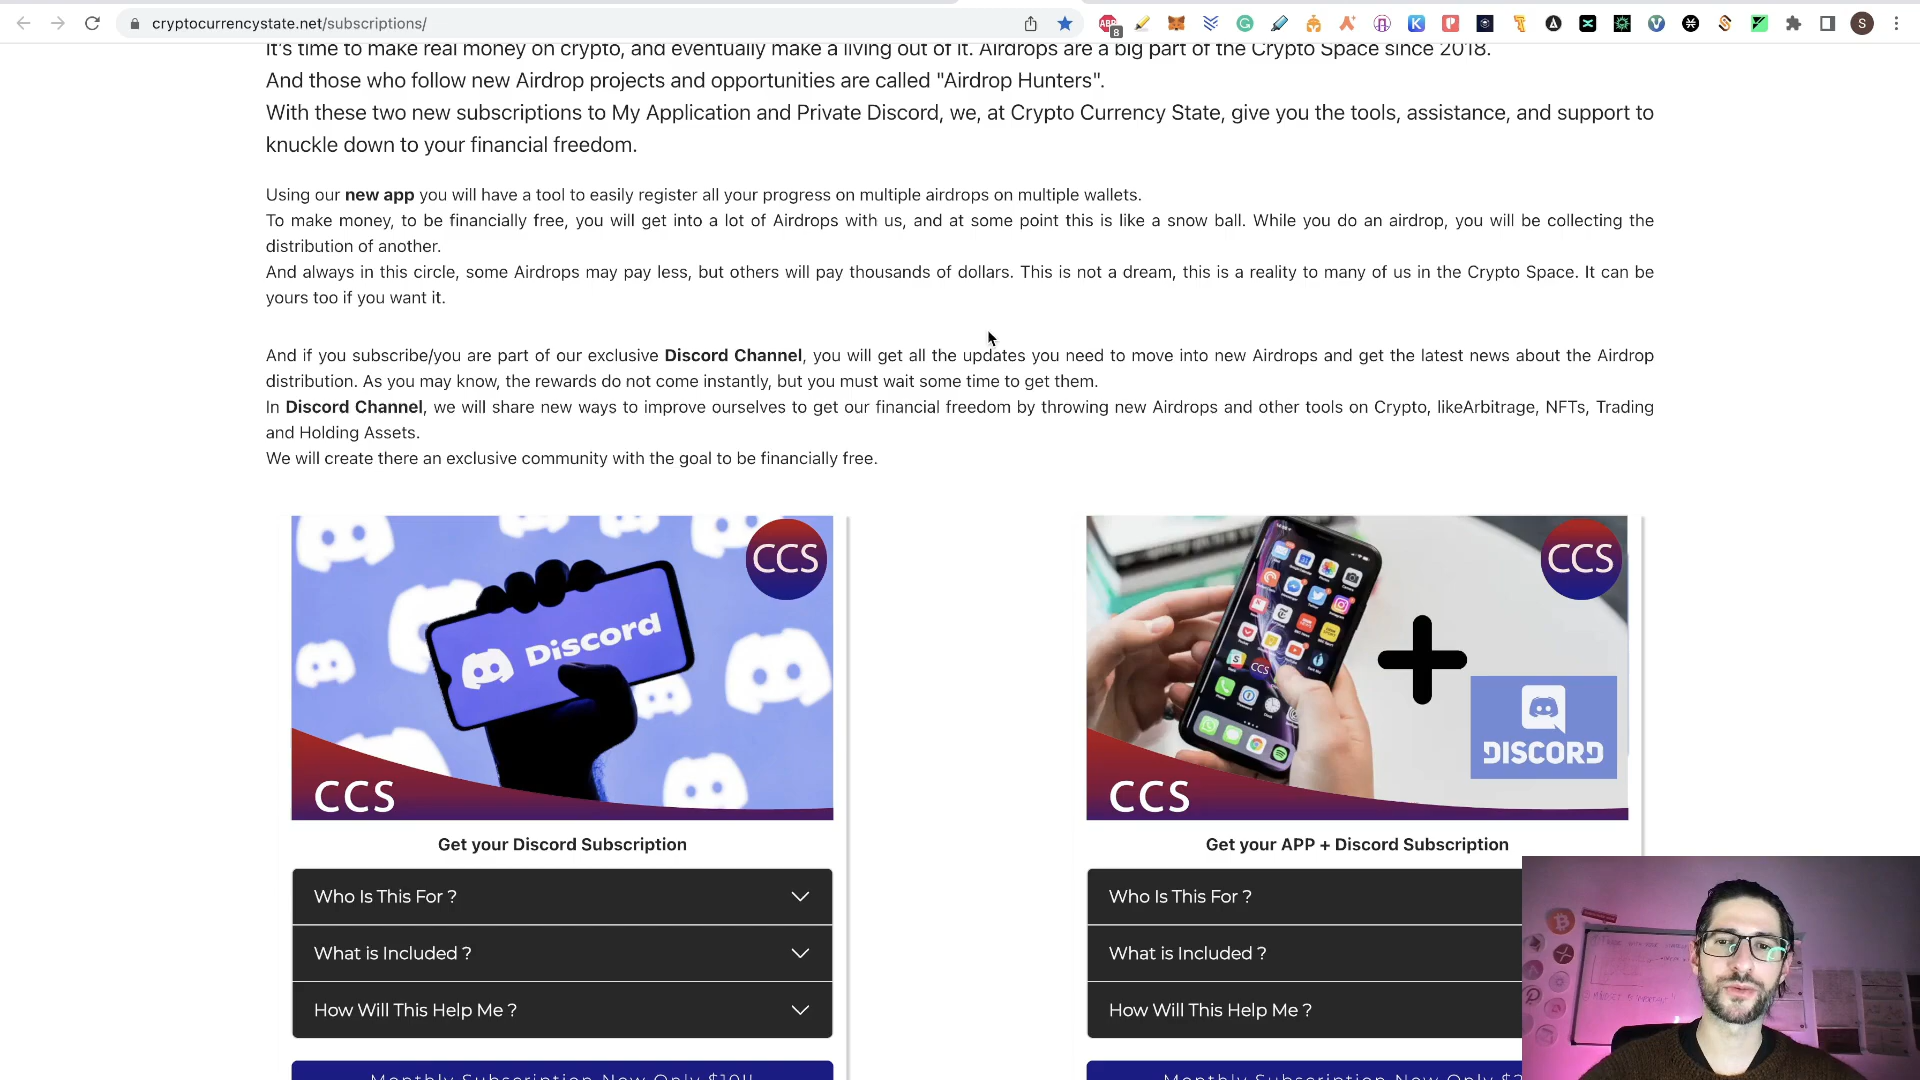 cryptocurrencystate.net/subscriptions/
8
S
It's time to make real money on crypto, and eventually make a living out of it. Airdrops are a big part of the Crypto Space since 2018.
And those who follow new Airdrop projects and opportunities are called "Airdrop Hunters".
With these two new subscriptions to My Application and Private Discord, we, at Crypto Currency State, give you the tools, assistance, and support to
knuckle down to your financial freedom.
Using our new app you will have a tool to easily register all your progress on multiple airdrops on multiple wallets.
To make money, to be financially free, you will get into a lot of Airdrops with us, and at some point this is like a snow ball. While you do an airdrop, you will be collecting the
distribution of another.
And always in this circle, some Airdrops may pay less, but others will pay thousands of dollars. This is not a dream, this is a reality to many of us in the Crypto Space. It can be
yours too if you want it.
And if you subscribe/you are part of our exclusive Discord Channel, you will get all the updates you need to move into new Airdrops and get the latest news about the Airdrop
distribution. As you may know, the rewards do not come instantly, but you must wait some time to get them.
In Discord Channel, we will share new ways to improve ourselves to get our financial freedom by throwing new Airdrops and other tools on Crypto, likeArbitrage, NFTs, Trading
and Holding Assets.
We will create there an exclusive community with the goal to be financially free.
CCS
CCS
Discord
CCS
DISCORD
CCS
CCS
Get your Discord Subscription
Get your APP + Discord Subscription
Who Is This For ?
Who Is This For ?
What is Included ?
What is Included ?
How Will This Help Me ?
How Will This Help Me ?
Monthly Subscription Now Only $10!!
Monthly Subscription Now Only